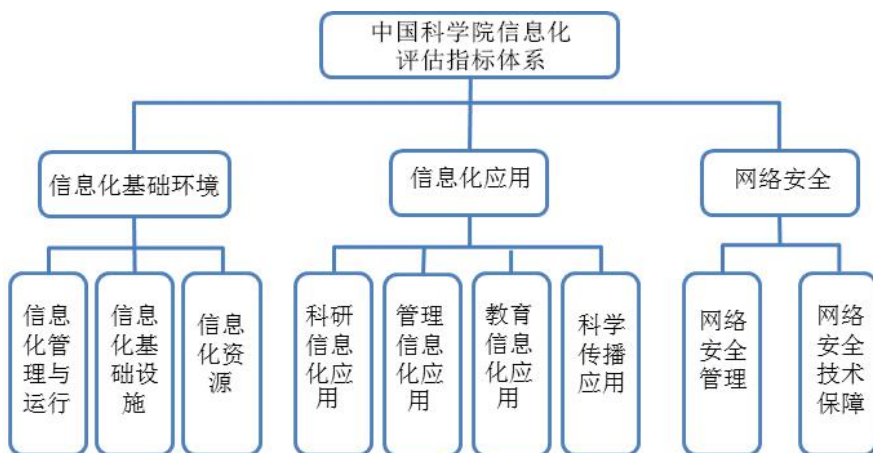 中国科学院信息化
评估指标体系
信息化基础环境
信息化应用
网络安全
信息
化管
理与
运行
信息
化基
础设
施
信息
化资
源
科研
信息
化应
用
管理
信息
化应
用
教育
信息
化应
用
科学
传播
应用
网络
安全
管理
网络
安全
技术
保障